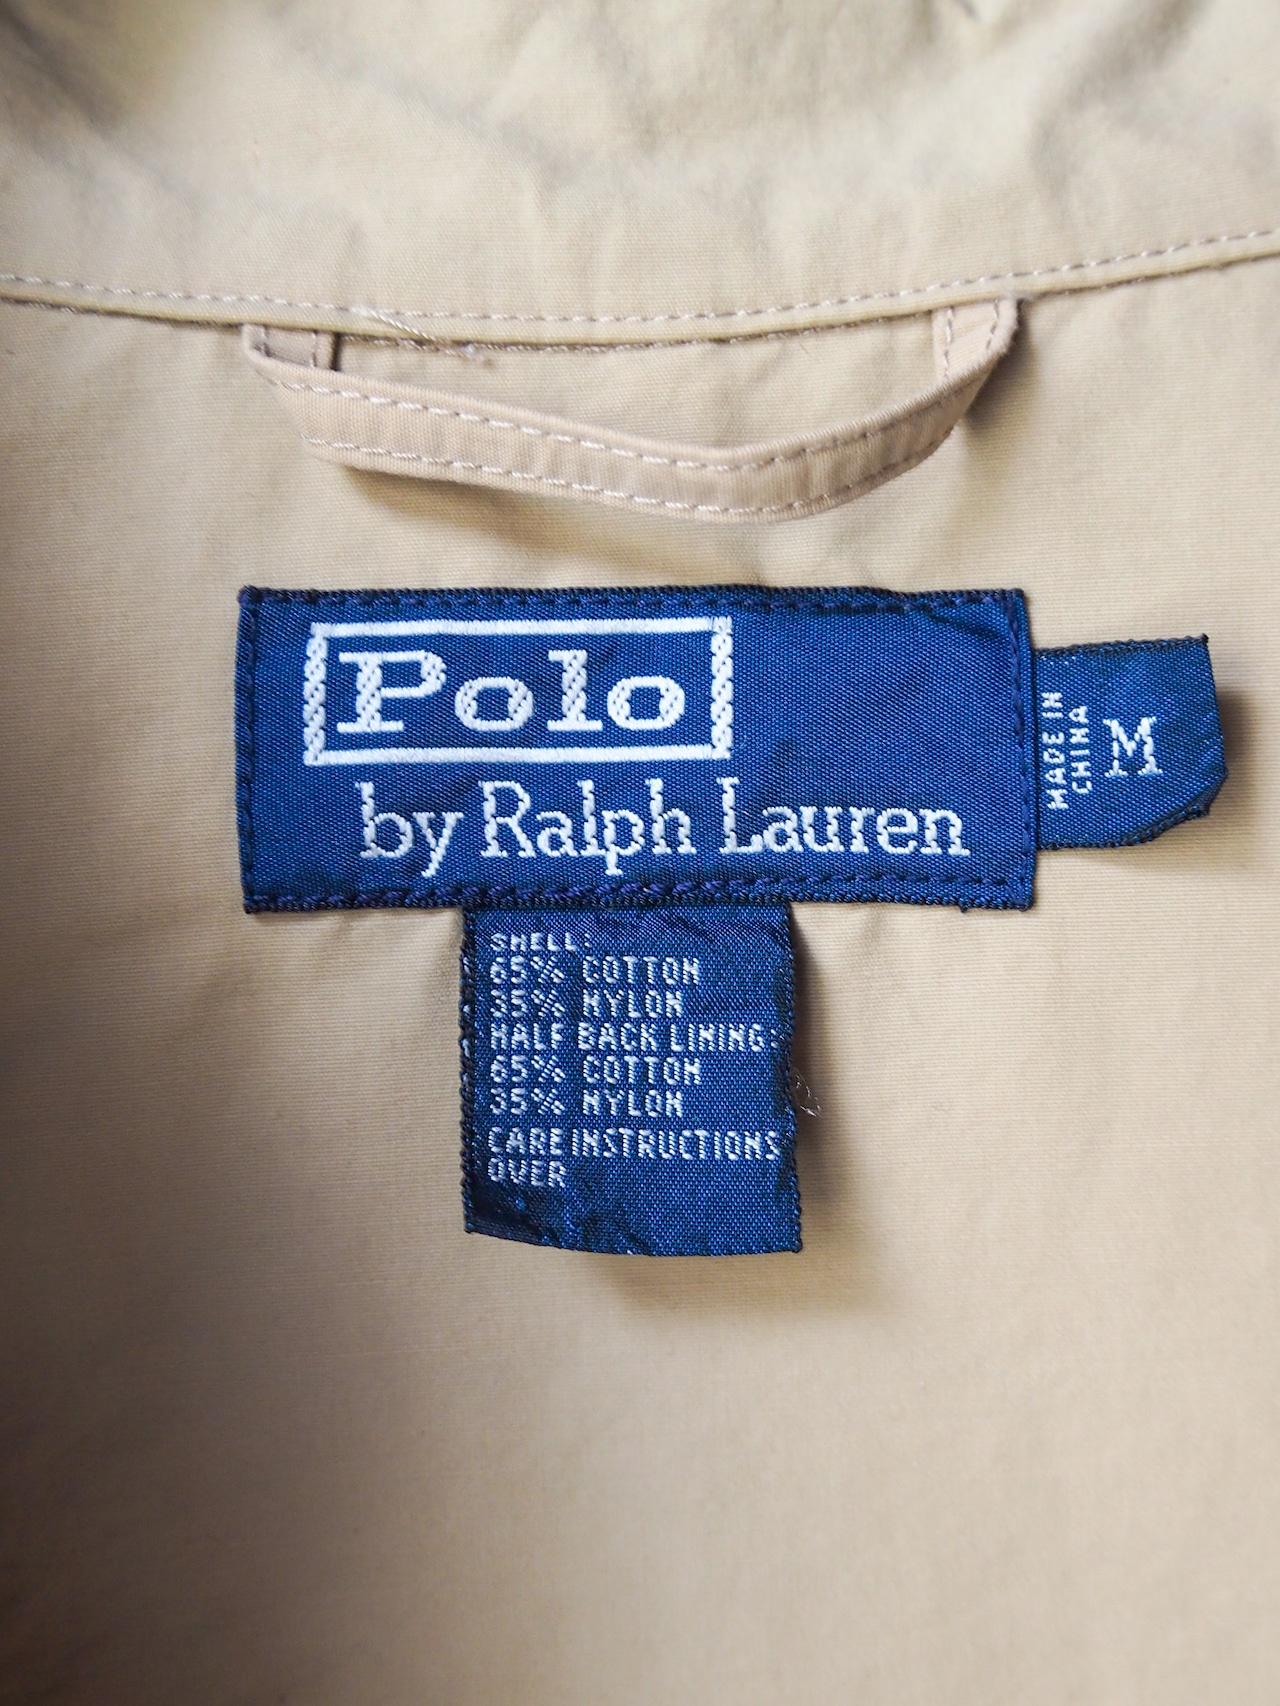 Polo
by Ralph Lauren
MADE IN
CHINA
M
SHELL:
65% COTTON
35% NYLON
HALF BACK LINING:
65% COTTON
35% NYLON
CARE INSTRUCTIONS
OVER